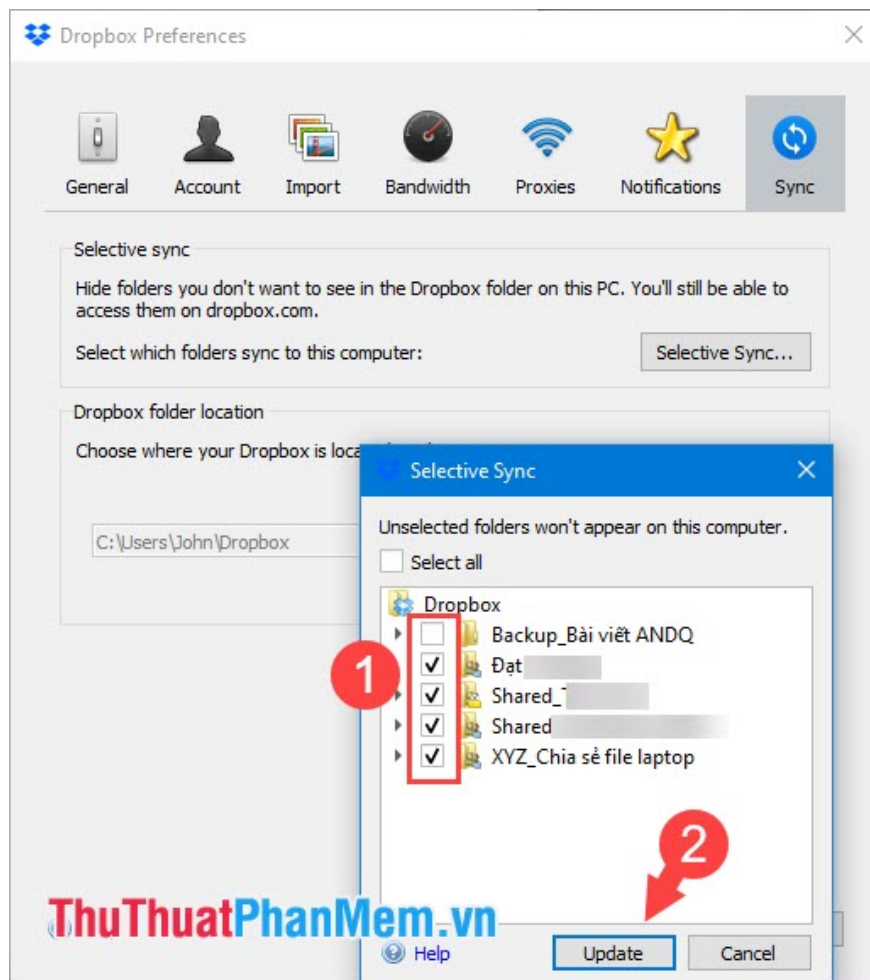 Dropbox Preferences
General Account Import Bandwidth Proxies Notifications Sync
Selective sync
Hide folders you don't want to see in the Dropbox folder on this PC. You'll still be able to
access them on dropbox.com.
Select which folders sync to this computer:
Selective Sync...
Dropbox folder location
Choose where your Dropbox is
C:\Users\John\Dropbox
Selective Sync
Unselected folders won't appear on this computer.
Select all
Dropbox
Backup_Bài viết ANDQ
1
Đạt
Shared_
Shared
XYZ_Chia sẻ file laptop
2
ThuThuatPhanMem.vn
Help
Update
Cancel